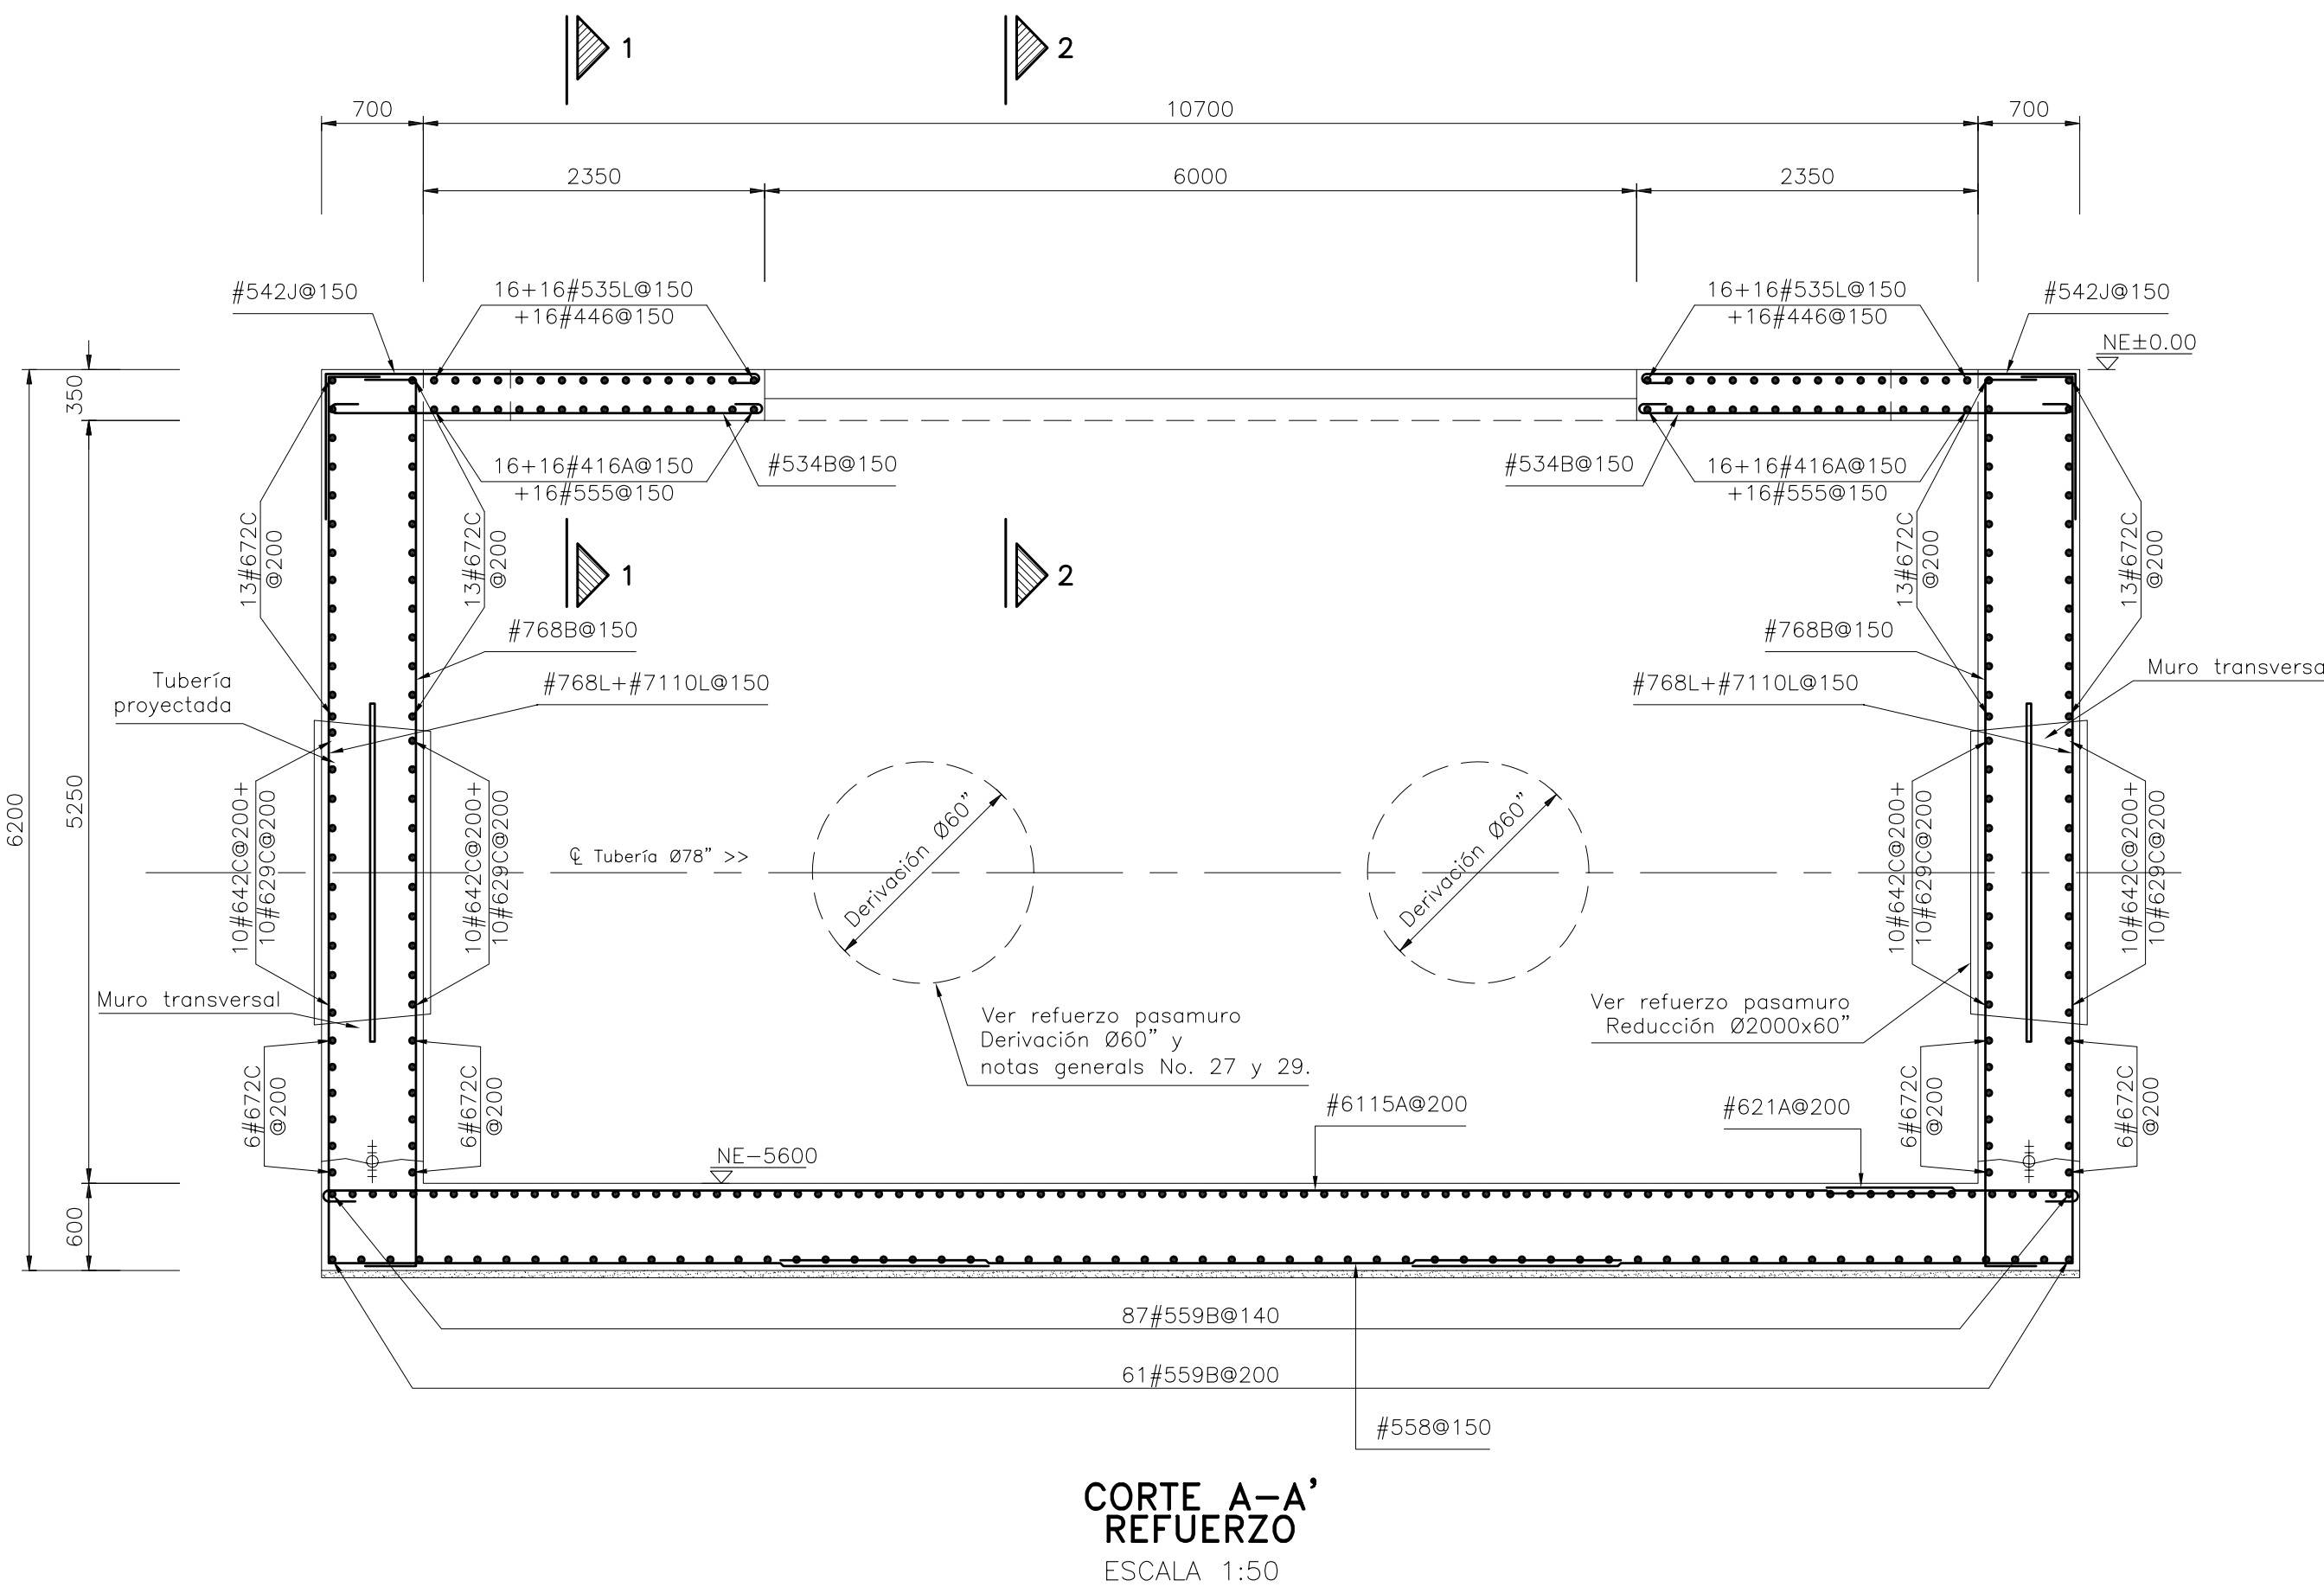 1
2
700
10700
700
2350
6000
2350
#542J@150
16+16#535L@150
+16#446@150
16+16#535L@150
+16#446@150
#542J@150
NE±0.00
350
16+16#416A@150
+16#555@150
#534B@150
#534B@150
16+16#416A@150
+16#555@150
13#672C
@200
13#672C
@200
1
2
13#672C
@200
13#672C
@200
#768B@150
#768B@150
Tubería
proyectada
#768L+#7110L@150
#768L+#7110L@150
Muro transversa
6200
5250
10#642C@200+
10#629C@200
10#642C@200+
10#629C@200
℄ Tubería Ø78” >>
Derivación Ø60”
Derivación Ø60”
10#642C@200+
10#629C@200
10#642C@200+
10#629C@200
Muro transversal
Ver refuerzo pasamuro
Derivación Ø60” y
notas generals No. 27 y 29.
Ver refuerzo pasamuro
Reducción Ø2000x60”
6#672C
@200
6#672C
@200
#6115A@200
#621A@200
6#672C
@200
6#672C
@200
NE-5600
600
87#559B@140
61#559B@200
#558@150
CORTE A-A’
REFUERZO
ESCALA 1:50